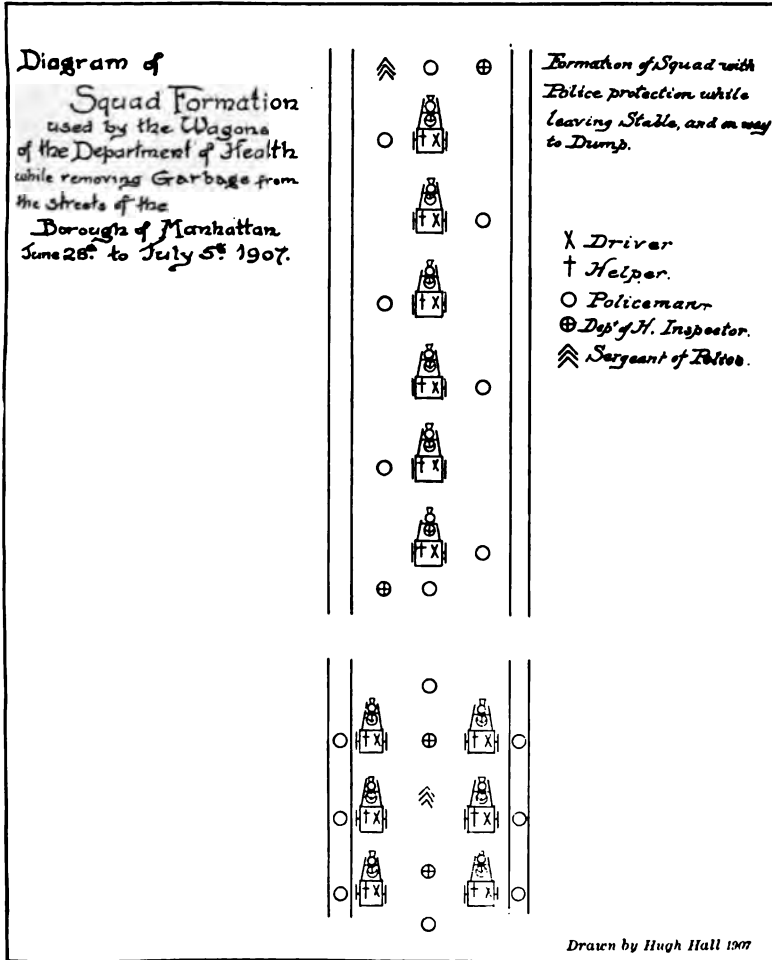 Diagram of
Squad Formation
used by the Wagons
of the Department of Health
while removing Garbage from
the streets of the
Borough of Manhattan
June 28th to July 5th 1907.
Formation of Squad with
Police protection while
leaving Stable, and on way
to Dump.
X Driver
† Helper.
○ Policeman
⊕ Dept of H. Inspector.
Sergeant of Police.
Drawn by Hugh Hall 1907